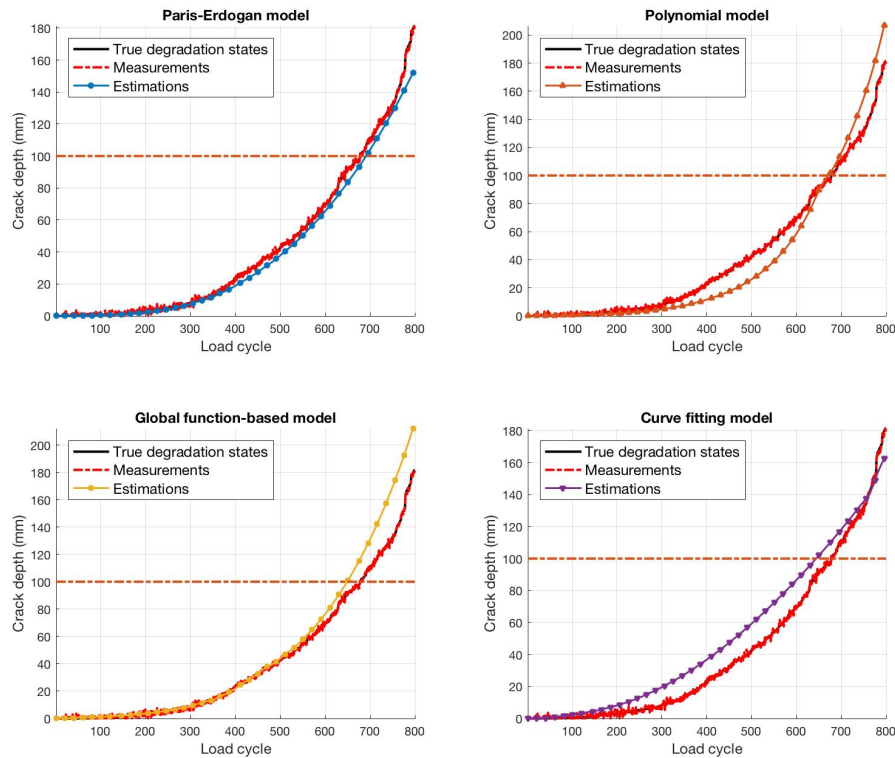 Paris-Erdogan model
180
160
140
120
100
80
60
40
20
0
Crack depth (mm)
True degradation states
Measurements
Estimations
100 200 300 400 500 600 700 800
Load cycle
Polynomial model
200
180
160
140
120
100
80
60
40
20
0
Crack depth (mm)
True degradation states
Measurements
Estimations
100 200 300 400 500 600 700 800
Load cycle
Global function-based model
200
180
160
140
120
100
80
60
40
20
0
Crack depth (mm)
True degradation states
Measurements
Estimations
100 200 300 400 500 600 700 800
Load cycle
Curve fitting model
180
160
140
120
100
80
60
40
20
0
Crack depth (mm)
True degradation states
Measurements
Estimations
100 200 300 400 500 600 700 800
Load cycle